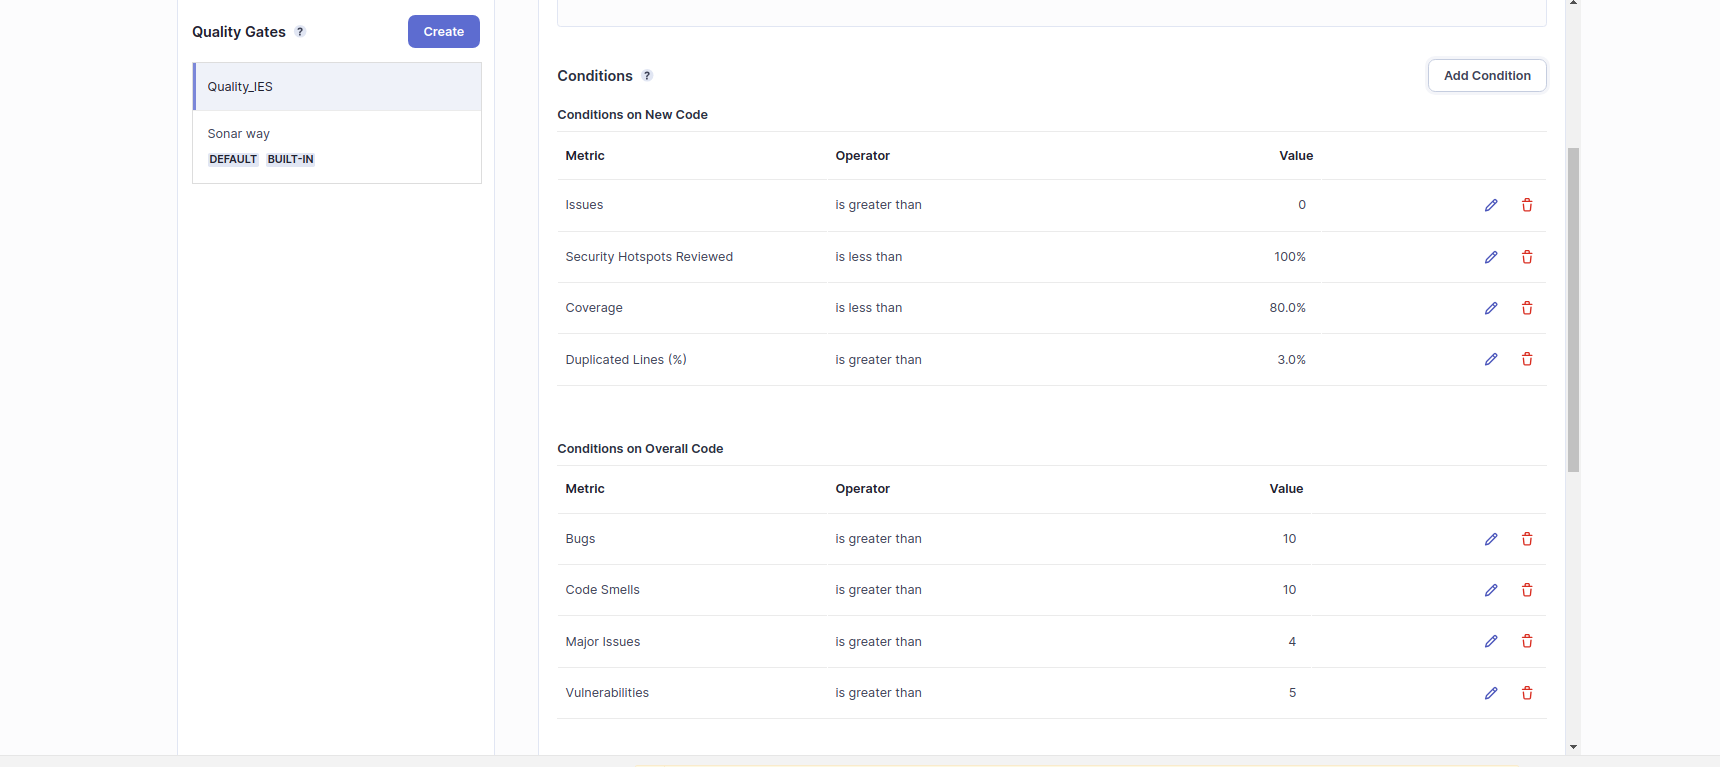 Quality Gates ?
Create
Quality_IES
Sonar way
DEFAULT BUILT-IN
Conditions ?
Add Condition
Conditions on New Code
Metric Operator Value
Issues is greater than 0
Security Hotspots Reviewed is less than 100%
Coverage is less than 80.0%
Duplicated Lines (%) is greater than 3.0%
Conditions on Overall Code
Metric Operator Value
Bugs is greater than 10
Code Smells is greater than 10
Major Issues is greater than 4
Vulnerabilities is greater than 5